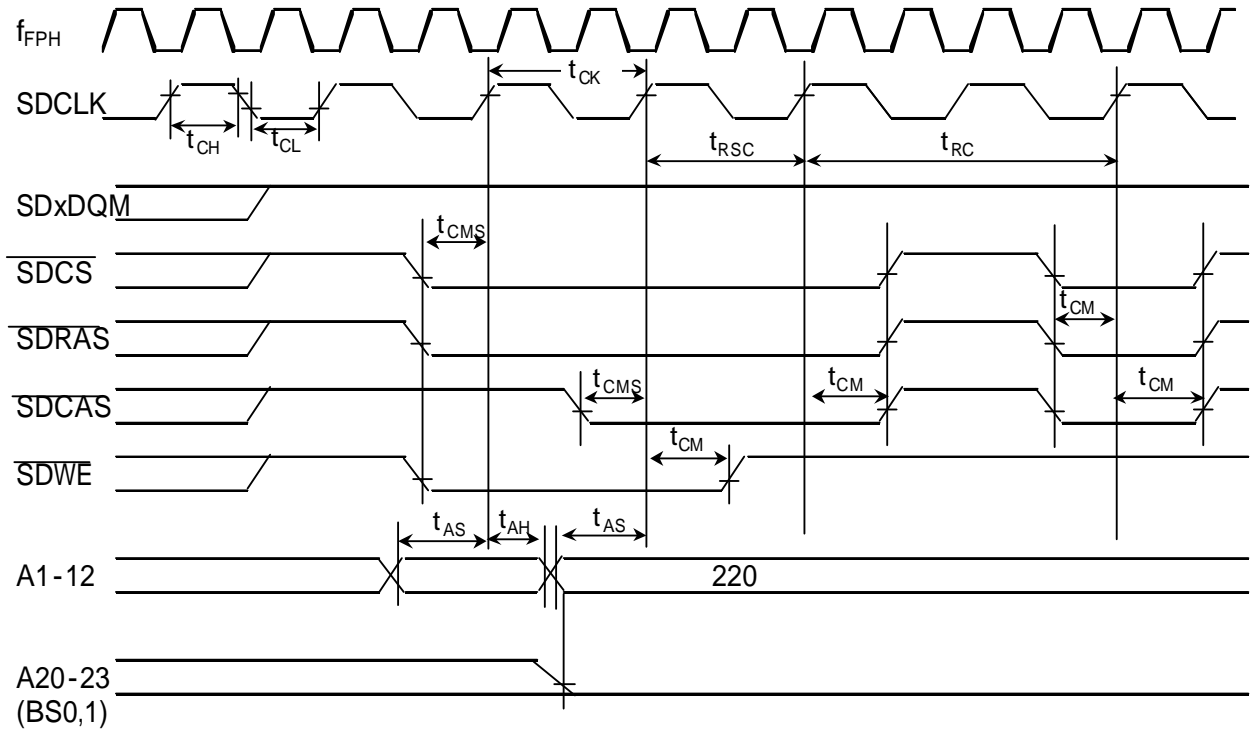 fFPH
tCK
SDCLK
tCH
tCL
tRSC
tRC
SDxDQM
tCMS
SDCS
tCM
SDRAS
tCMS
tCM
tCM
SDCAS
tCM
SDWE
tAS
tAH
tAS
A1-12
220
A20-23
(BS0,1)